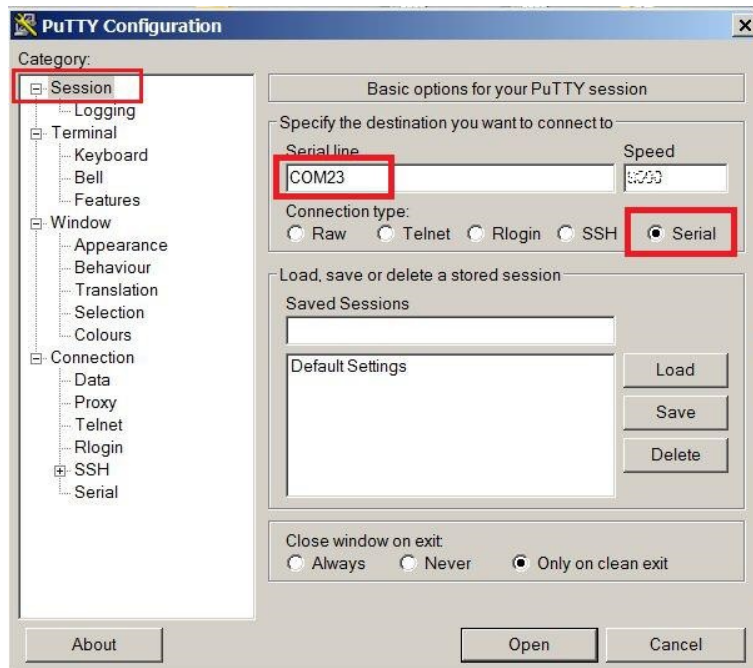 PuTTY Configuration
Category:
Session
Logging
Terminal
Keyboard
Bell
Features
Window
Appearance
Behaviour
Translation
Selection
Colours
Connection
Data
Proxy
Telnet
Rlogin
SSH
Serial
Basic options for your PuTTY session
Specify the destination you want to connect to
Serial line Speed
COM23
Connection type:
Raw Telnet Rlogin SSH Serial
Load, save or delete a stored session
Saved Sessions
Default Settings
Load
Save
Delete
Close window on exit:
Always Never Only on clean exit
About Open Cancel